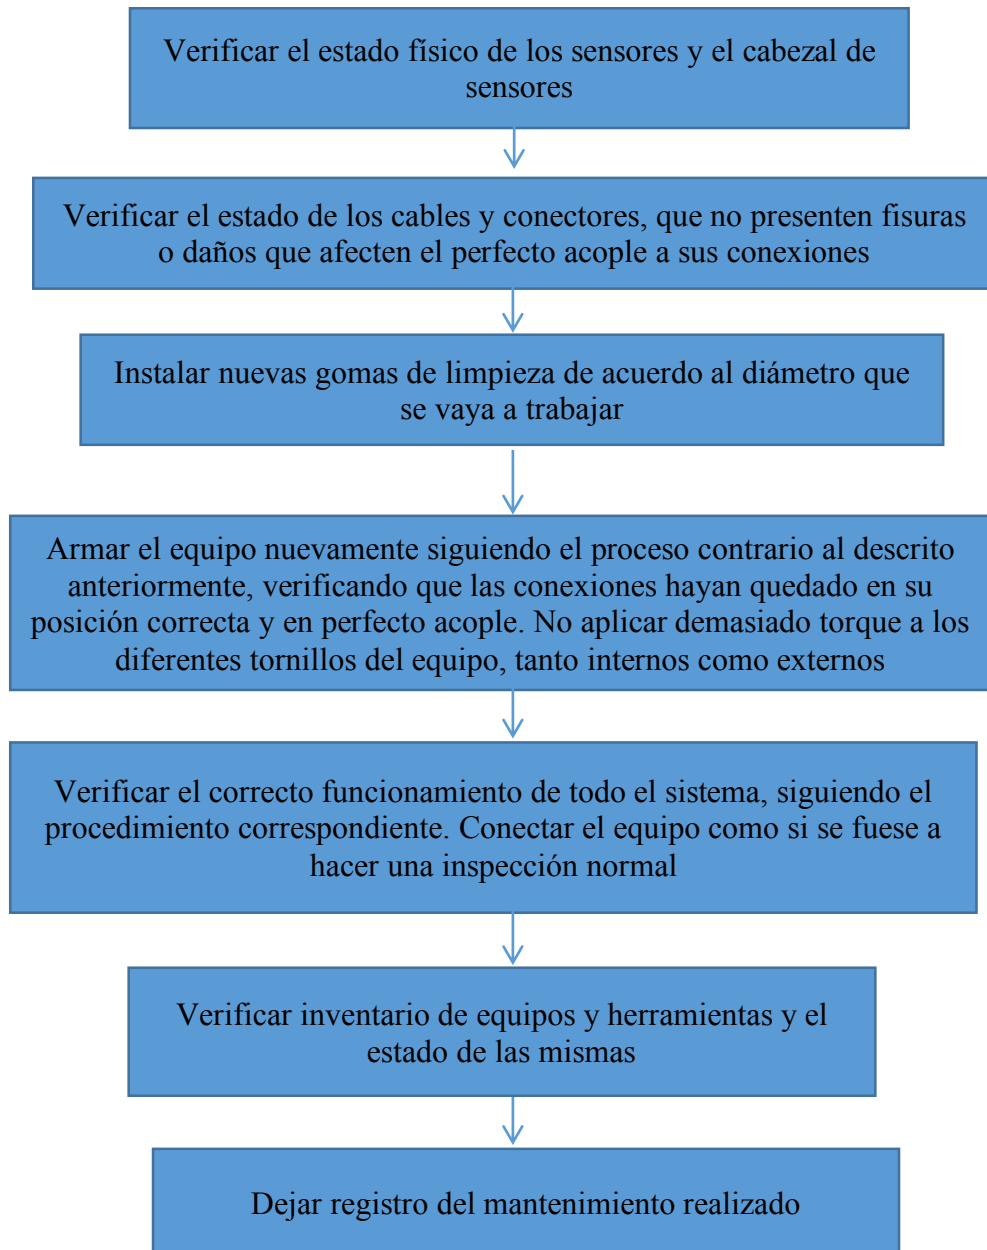 Verificar el estado físico de los sensores y el cabezal de
sensores
Verificar el estado de los cables y conectores, que no presenten fisuras
o daños que afecten el perfecto acople a sus conexiones
Instalar nuevas gomas de limpieza de acuerdo al diámetro que
se vaya a trabajar
Armar el equipo nuevamente siguiendo el proceso contrario al descrito
anteriormente, verificando que las conexiones hayan quedado en su
posición correcta y en perfecto acople. No aplicar demasiado torque a los
diferentes tornillos del equipo, tanto internos como externos
Verificar el correcto funcionamiento de todo el sistema, siguiendo el
procedimiento correspondiente. Conectar el equipo como si se fuese a
hacer una inspección normal
Verificar inventario de equipos y herramientas y el
estado de las mismas
Dejar registro del mantenimiento realizado